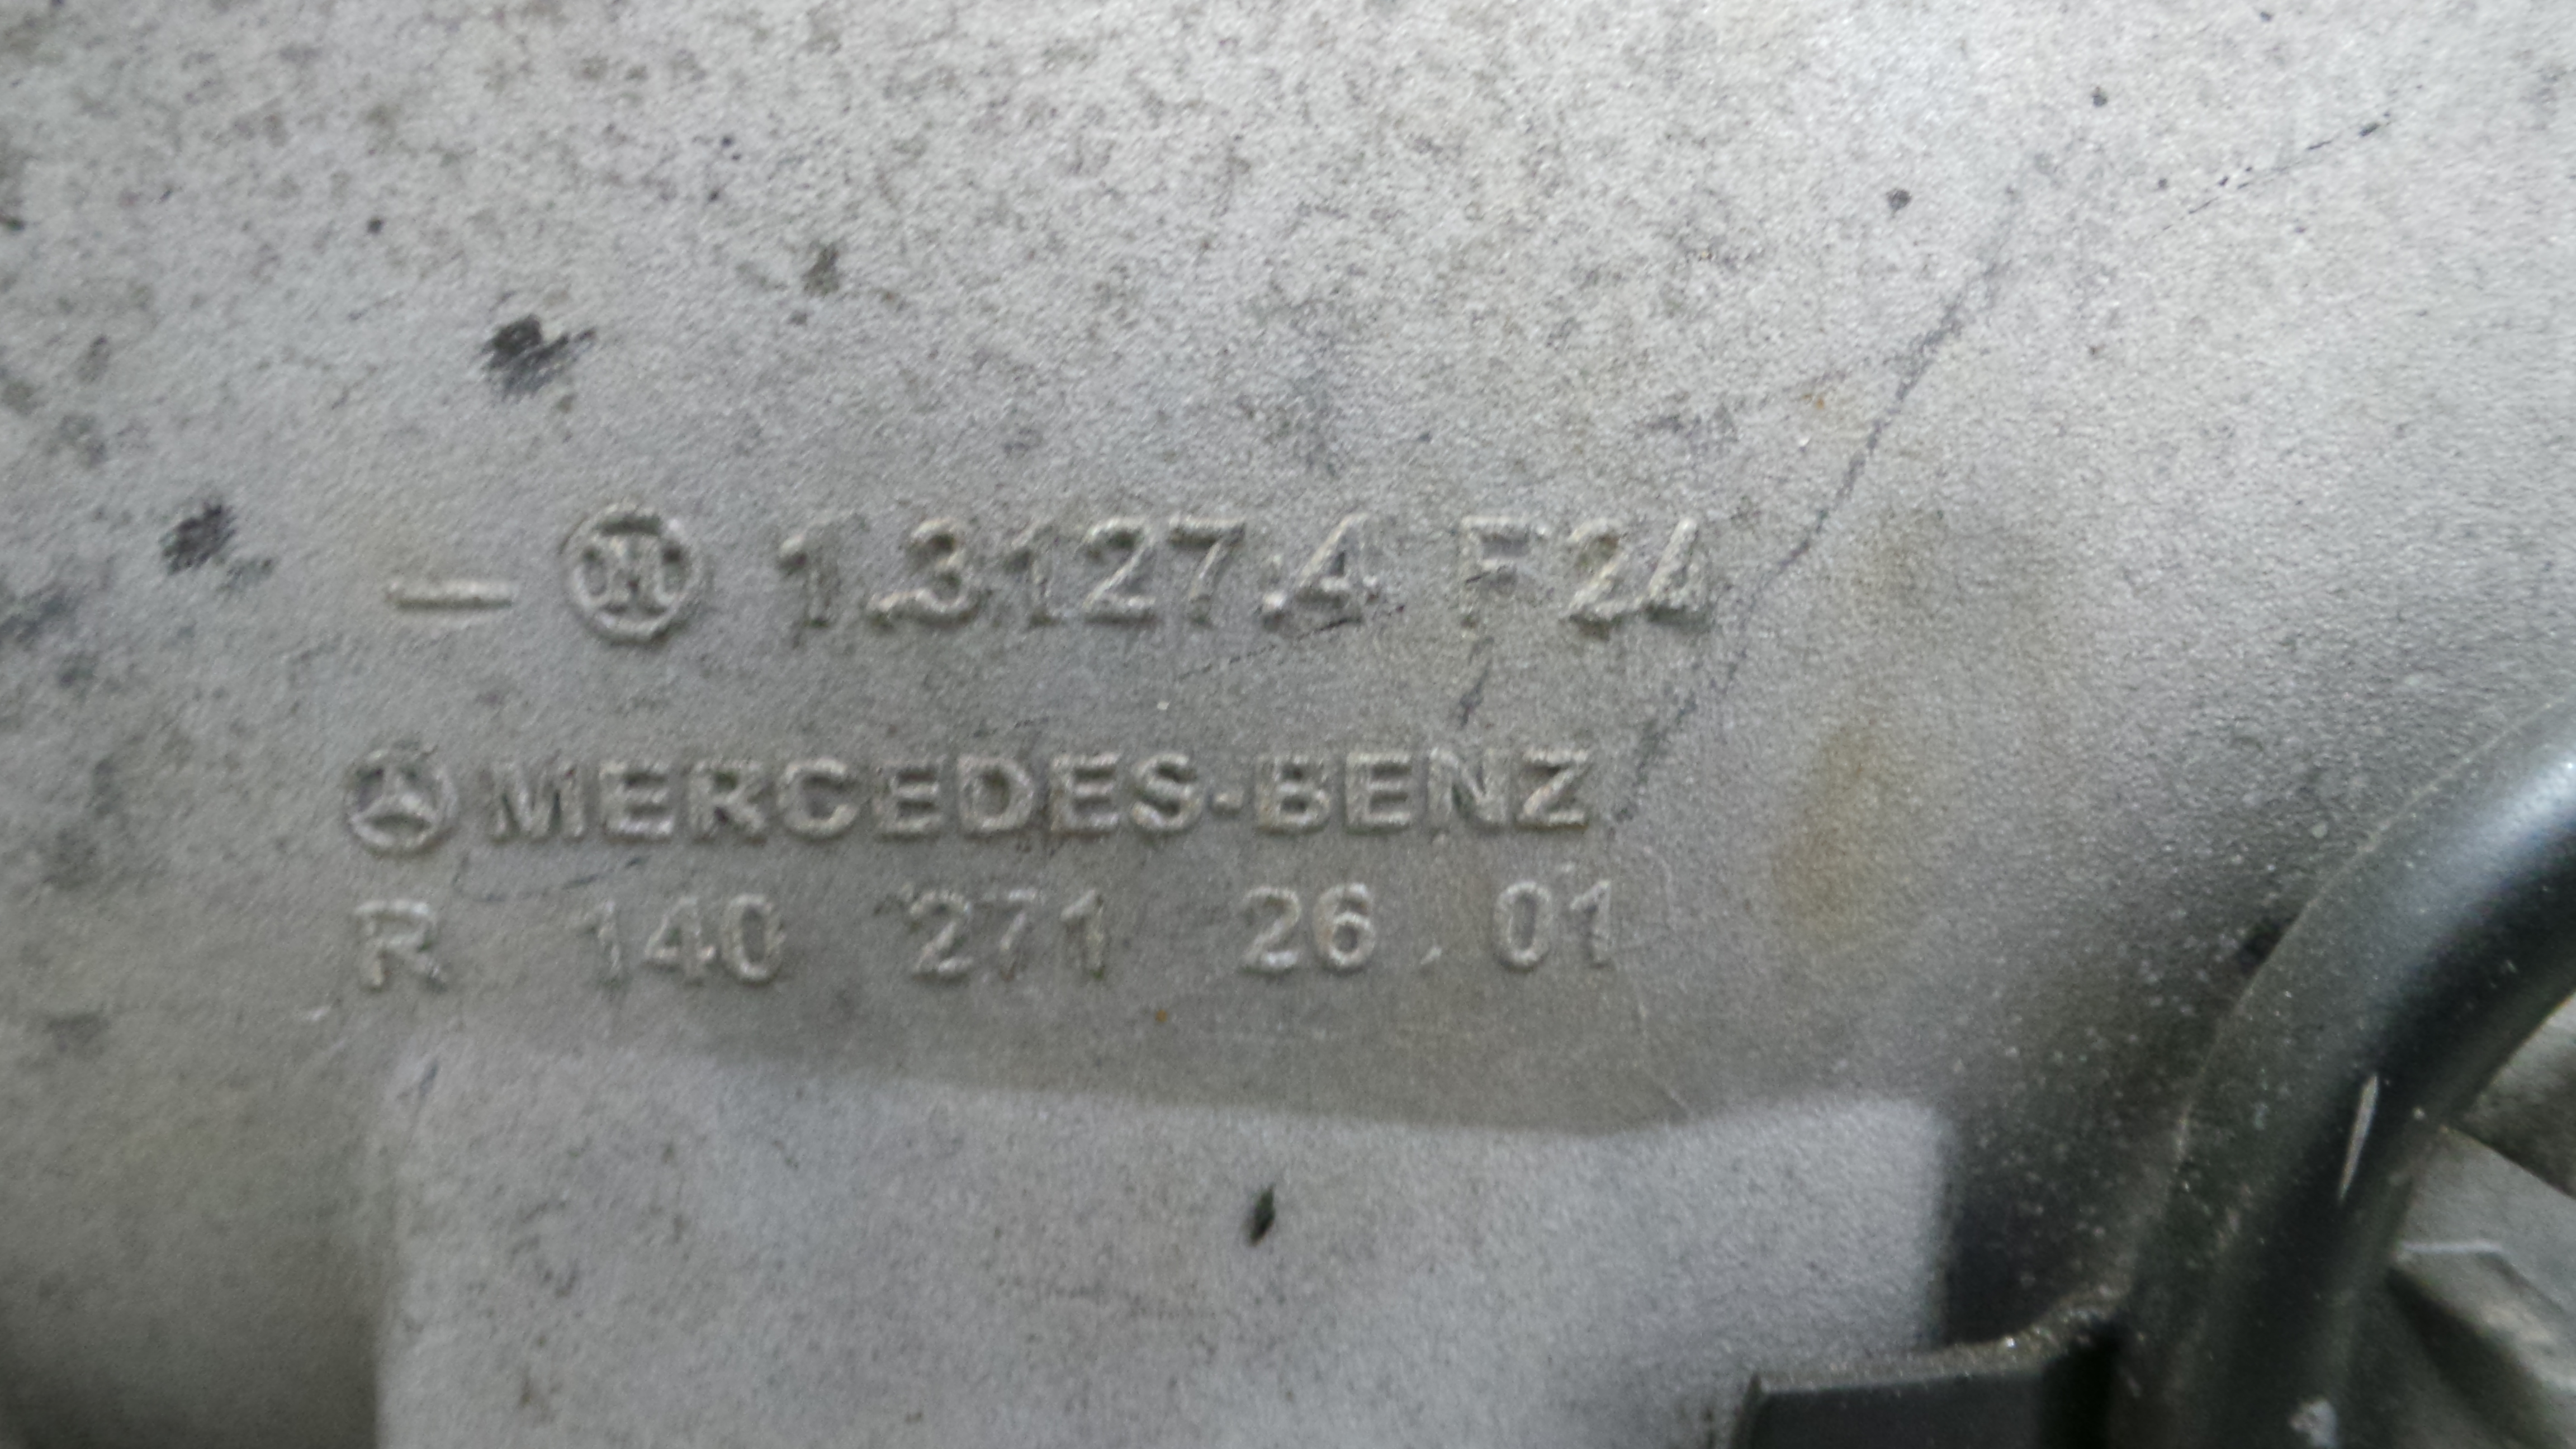 – H 1.3127.4 F24
MERCEDES-BENZ
R 140 271 26 01